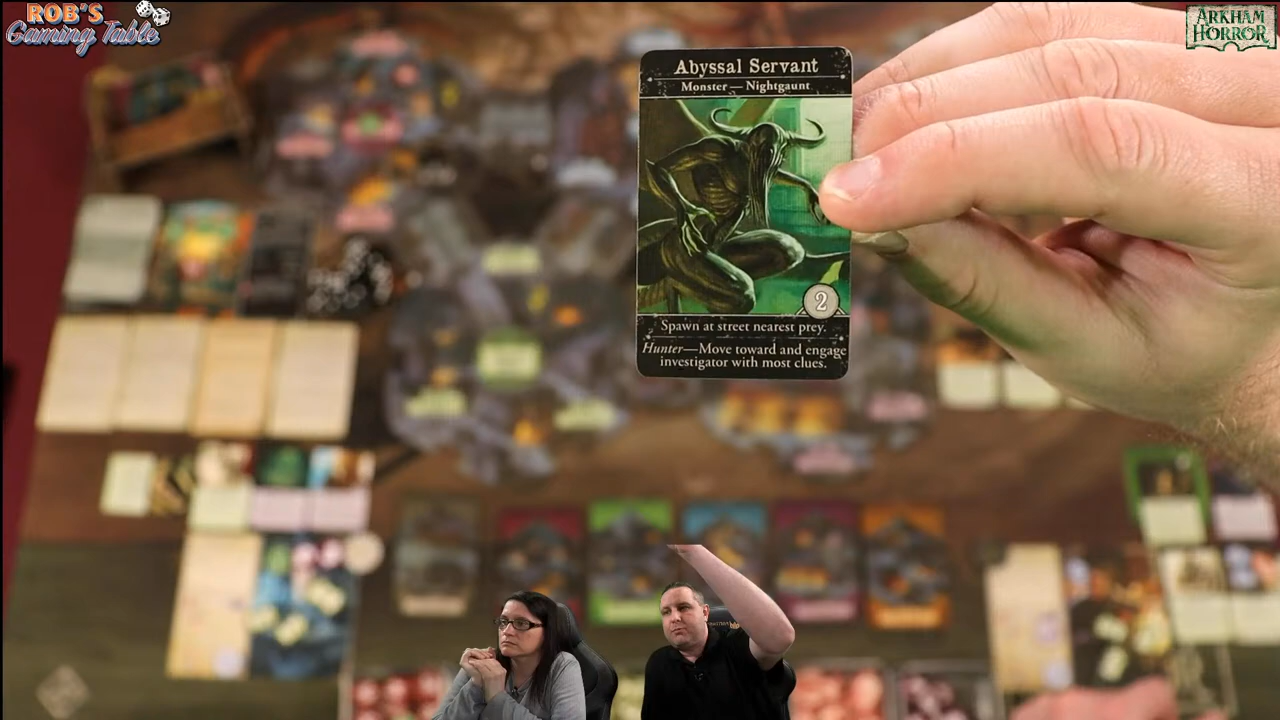 ROB'S
Gaming Table
ARKHAM
HORROR
Abyssal Servant
Monster — Nightgaunt
2
Spawn at street nearest prey.
Hunter—Move toward and engage
investigator with most clues.